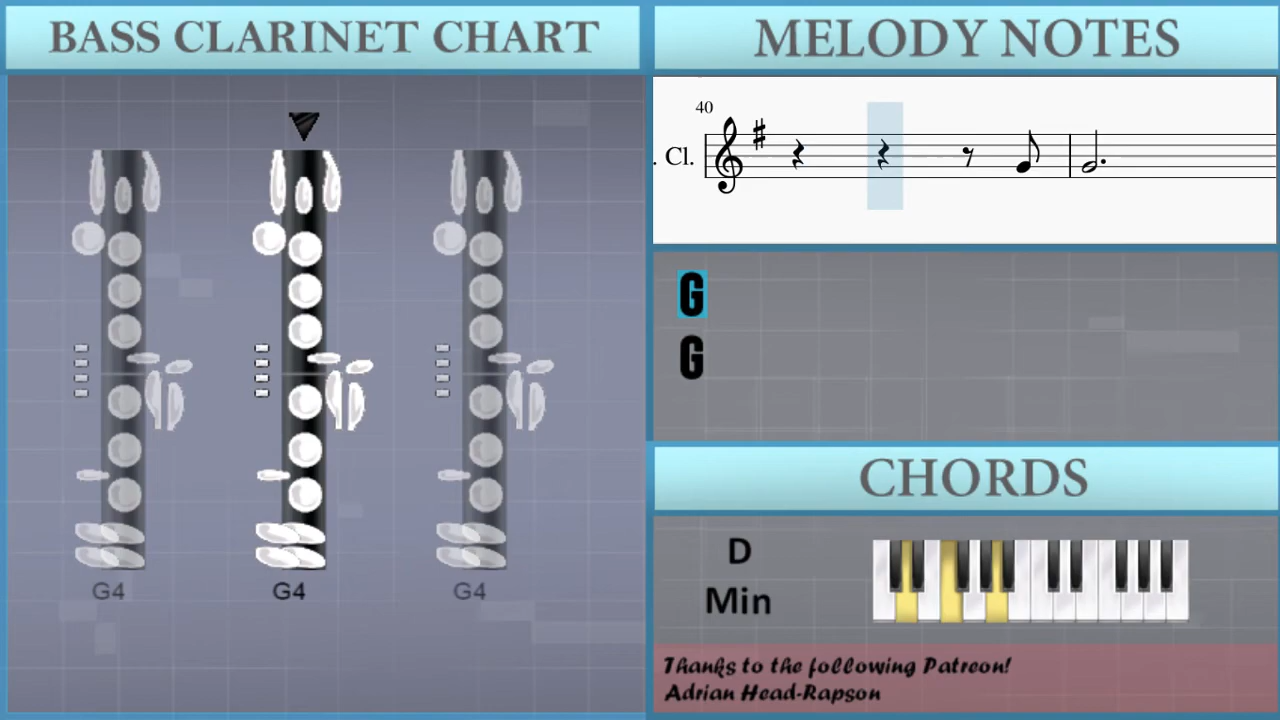 BASS CLARINET CHART
MELODY NOTES
40
. Cl.
G
G
G4
G4
G4
CHORDS
D
Min
Thanks to the following Patreon!
Adrian Head-Rapson